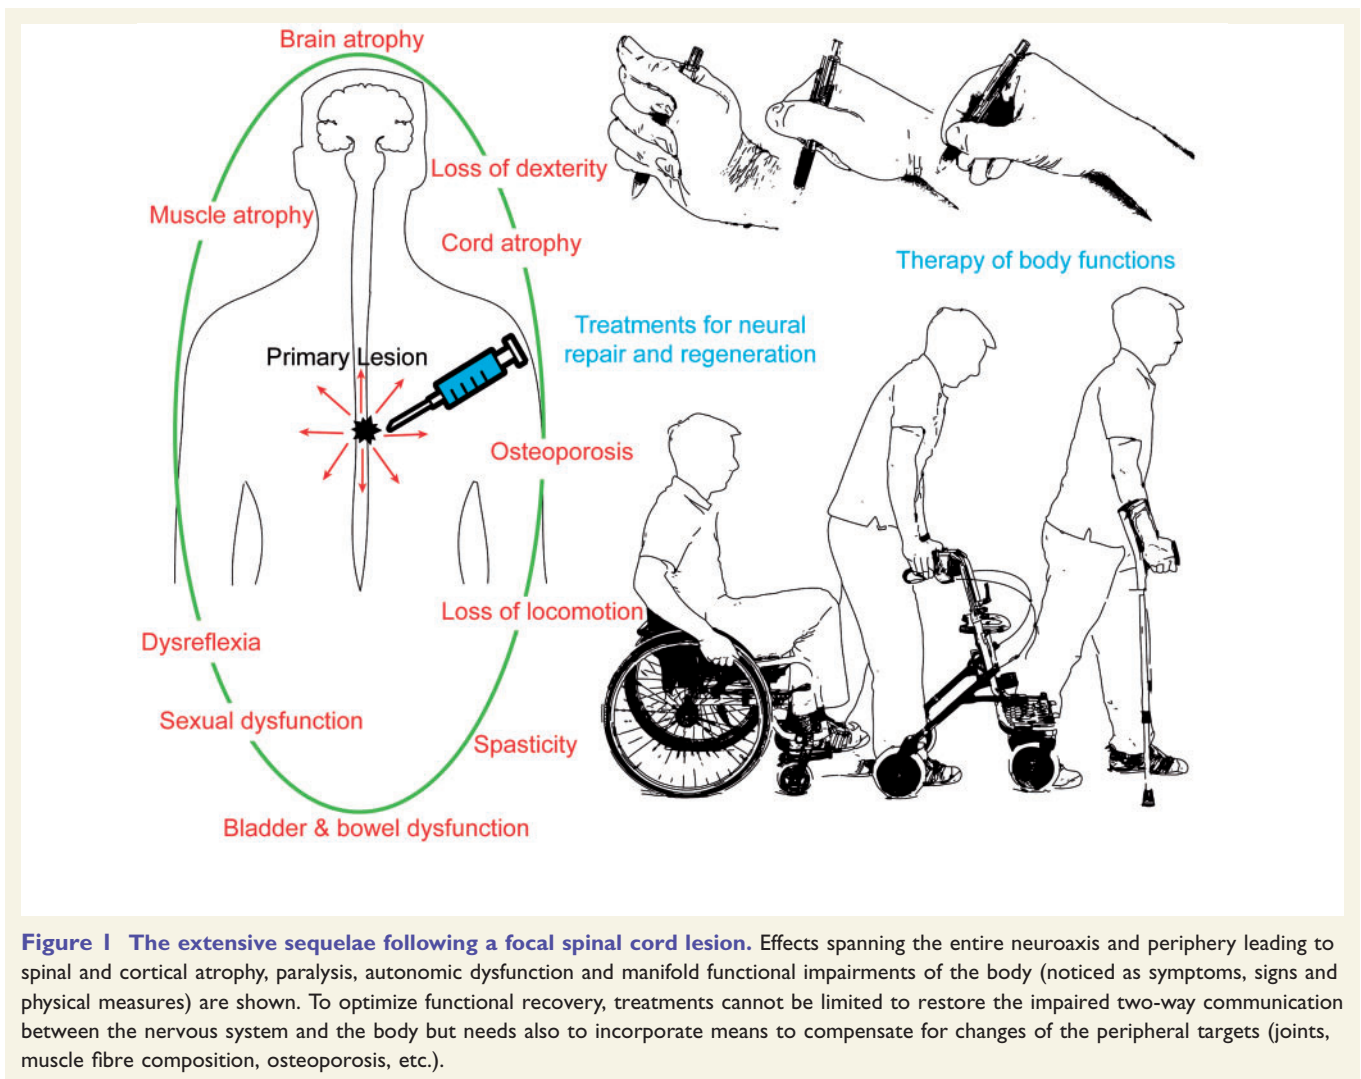 Brain atrophy
Loss of dexterity
Muscle atrophy
Cord atrophy
Therapy of body functions
Treatments for neural
repair and regeneration
Primary Lesion
Osteoporosis
Loss of locomotion
Dysreflexia
Sexual dysfunction
Spasticity
Bladder & bowel dysfunction
Figure 1 The extensive sequelae following a focal spinal cord lesion. Effects spanning the entire neuroaxis and periphery leading to
spinal and cortical atrophy, paralysis, autonomic dysfunction and manifold functional impairments of the body (noticed as symptoms, signs and
physical measures) are shown. To optimize functional recovery, treatments cannot be limited to restore the impaired two-way communication
between the nervous system and the body but needs also to incorporate means to compensate for changes of the peripheral targets (joints,
muscle fibre composition, osteoporosis, etc.).